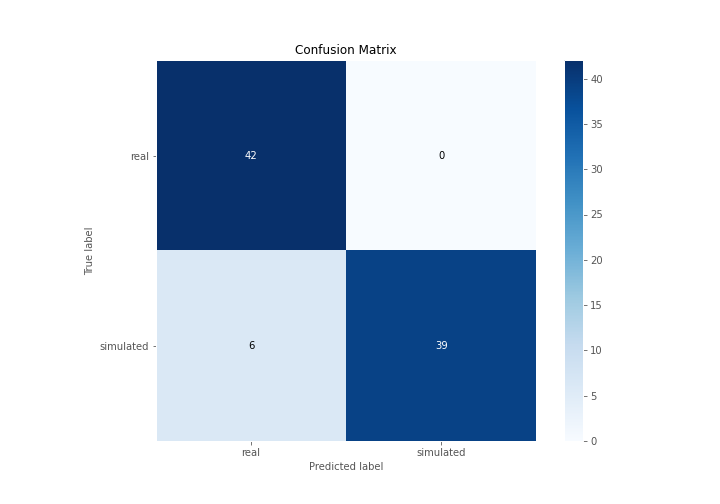 Confusion Matrix
real
42
0
simulated
6
39
real
simulated
True label
Predicted label
40
35
30
25
20
15
10
5
0